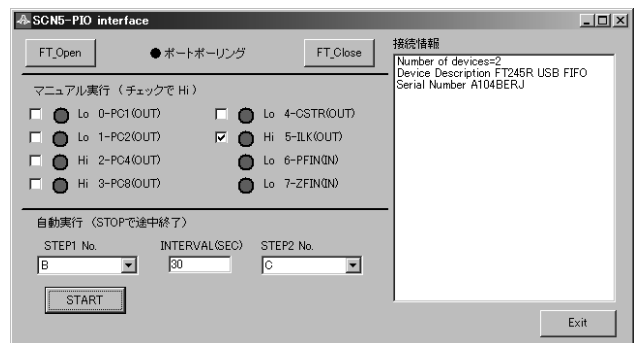 SCN5-PIO interface
FT_Open
ポートポーリング
FT_Close
マニュアル実行（チェックで Hi）
Lo 0-PC1(OUT)
Lo 4-CSTR(OUT)
Lo 1-PC2(OUT)
Hi 5-ILK(OUT)
Hi 2-PC4(OUT)
Lo 6-PFIN(IN)
Hi 3-PC8(OUT)
Lo 7-ZFIN(IN)
自動実行（STOPで途中終了）
STEP1 No.
INTERVAL(SEC)
STEP2 No.
B
30
C
START
接続情報
Number of devices=2
Device Description FT245R USB FIFO
Serial Number A104BERJ
Exit